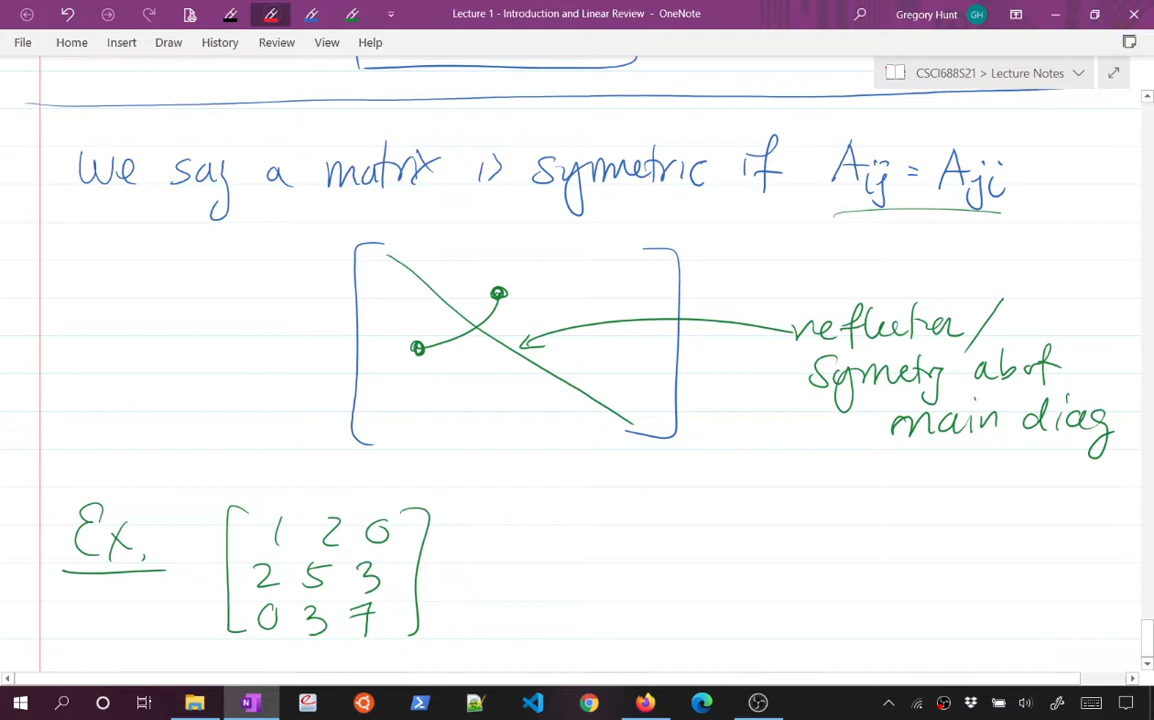 Lecture 1 - Introduction and Linear Review - OneNote
Gregory Hunt
GH
File Home Insert Draw History Review View Help
CSCI688S21 > Lecture Notes
We say a matrix is symetric if Aij = Aji
reflection/
symmetry about
main diag
Ex.
1 2 0
2 5 3
0 3 7